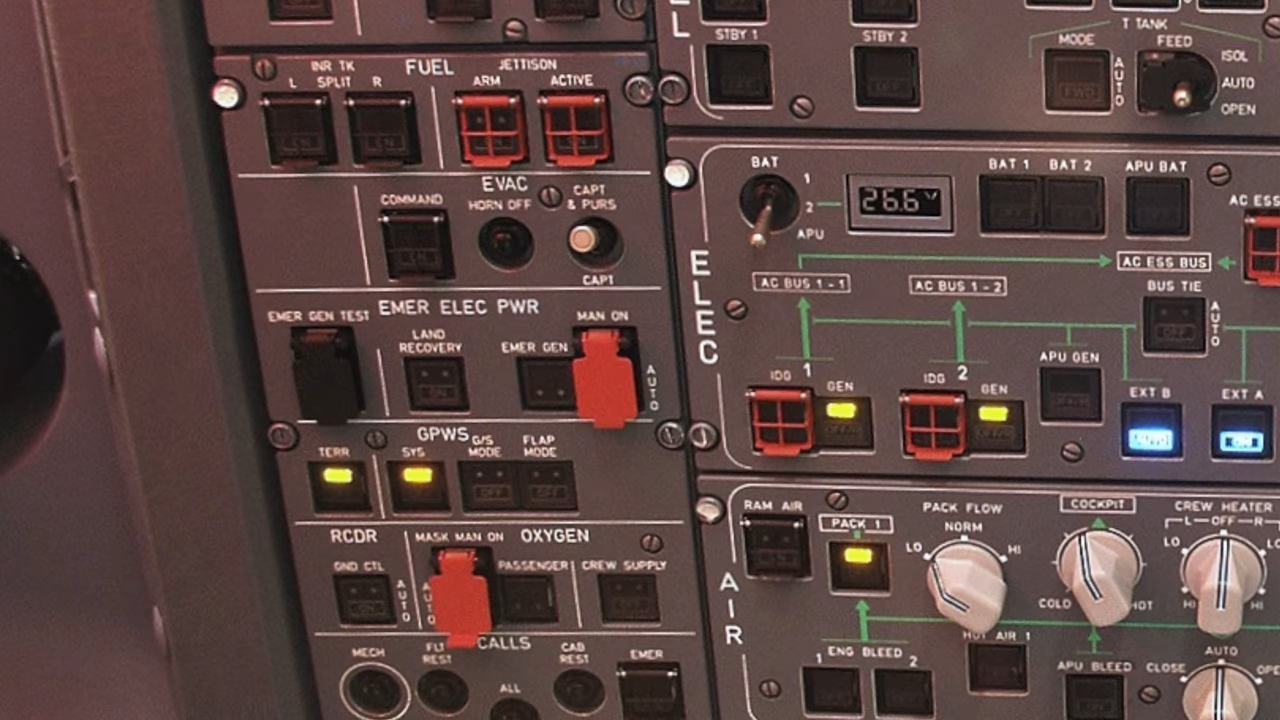 STBY 1
STBY 2
T TANK
MODE
FEED
ISOL
AUTO
OPEN
AUTO
INR TK
SPLIT
L
R
FUEL
JETTISON
ARM
ACTIVE
EVAC
COMMAND
HORN OFF
CAPT
& PURS
CAPT
EMER ELEC PWR
EMER GEN TEST
LAND
RECOVERY
ON
EMER GEN
MAN ON
AUTO
GPWS
TERR
SYS
G/S
MODE
OFF
FLAP
MODE
OFF
RCDR
GND CTL
ON
AUTO
MASK MAN ON
OXYGEN
AUTO
PASSENGER
CREW SUPPLY
CALLS
MECH
FLT
REST
ALL
CAB
REST
EMER
ELEC
BAT
1
2
APU
26.6 V
BAT 1
BAT 2
APU BAT
AC ESS
AC ESS BUS
AC BUS 1-1
AC BUS 1-2
BUS TIE
OFF
AUTO
IDG
1
GEN
IDG
2
GEN
APU GEN
EXT B
AUTO
EXT A
ON
AIR
RAM AIR
PACK 1
PACK FLOW
NORM
LO
HI
COCKPIT
COLD
HOT
CREW HEATER
L
OFF
R
LO
LO
HI
HI
ENG BLEED
1
2
HOT AIR 1
APU BLEED
AUTO
CLOSE